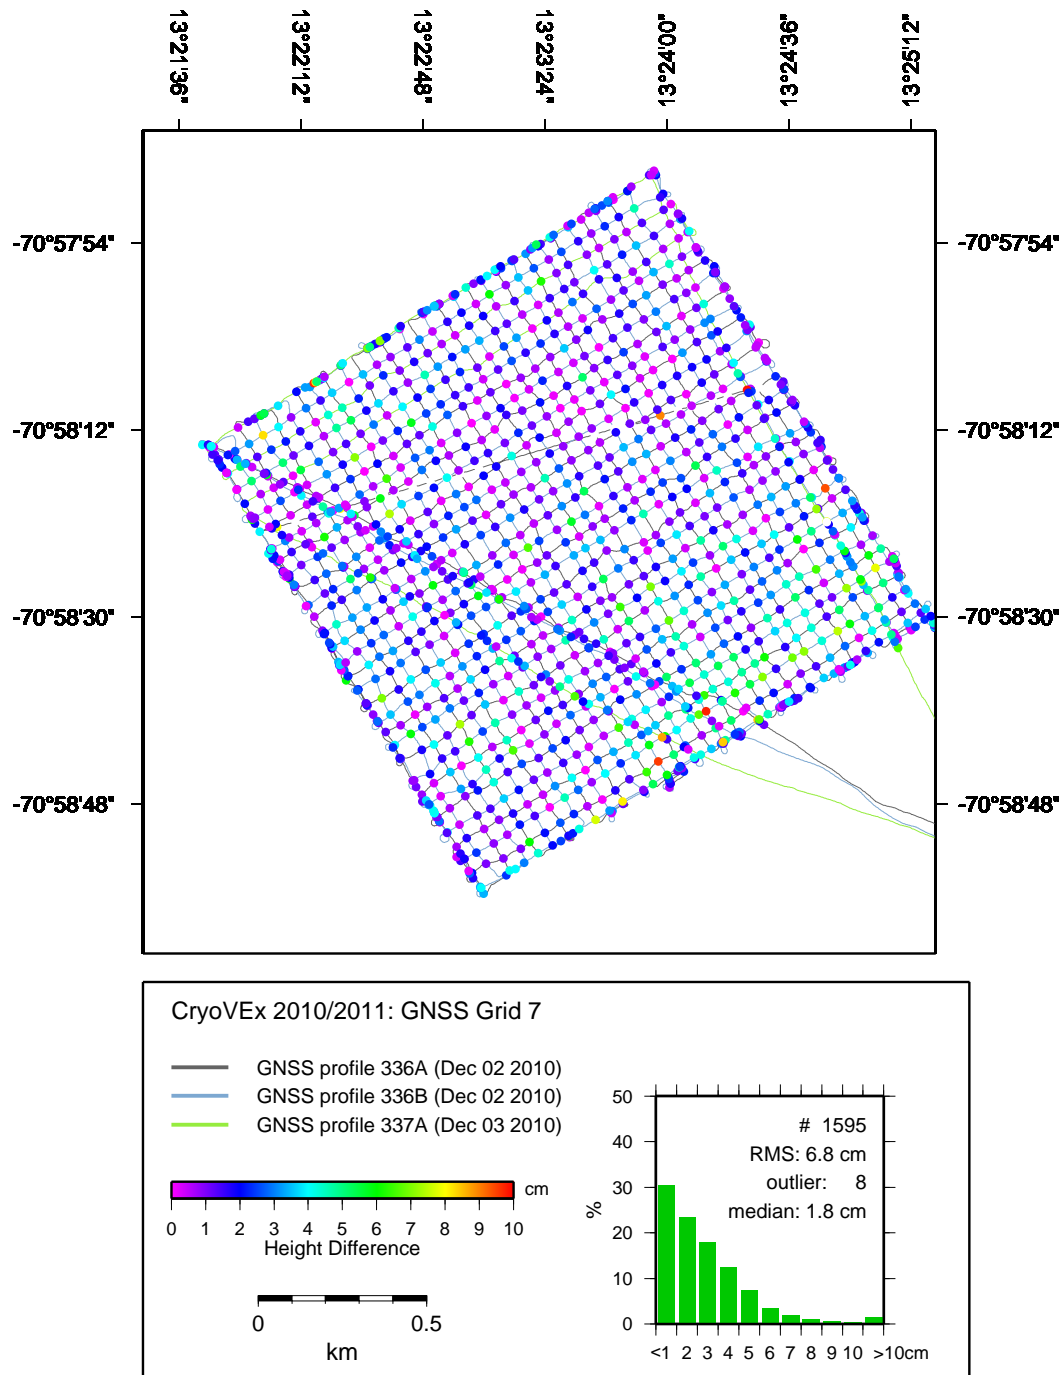 13°21'36"
13°22'12"
13°22'48"
13°23'24"
13°24'00"
13°24'36"
13°25'12"
-70°57'54" -70°57'54"
-70°58'12" -70°58'12"
-70°58'30" -70°58'30"
-70°58'48" -70°58'48"
CryoVEx 2010/2011: GNSS Grid 7
GNSS profile 336A (Dec 02 2010)
GNSS profile 336B (Dec 02 2010)
GNSS profile 337A (Dec 03 2010)
cm
0 1 2 3 4 5 6 7 8 9 10
Height Difference
0 0.5
km
50
40
30
20
10
0
%
# 1595
RMS: 6.8 cm
outlier: 8
median: 1.8 cm
<1 2 3 4 5 6 7 8 9 10 >10cm